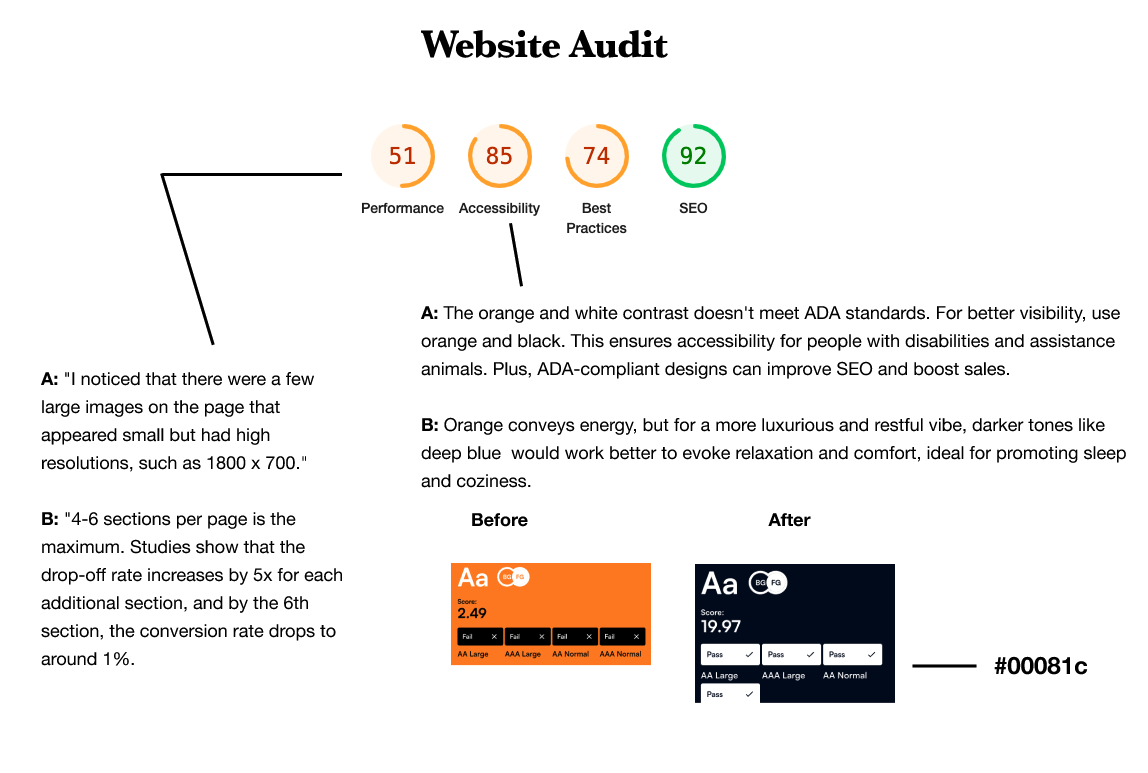 Website Audit
51
85
74
92
Performance
Accessibility
Best
Practices
SEO
A: The orange and white contrast doesn't meet ADA standards. For better visibility, use
orange and black. This ensures accessibility for people with disabilities and assistance
animals. Plus, ADA-compliant designs can improve SEO and boost sales.
B: Orange conveys energy, but for a more luxurious and restful vibe, darker tones like
deep blue  would work better to evoke relaxation and comfort, ideal for promoting sleep
and coziness.
A: "I noticed that there were a few
large images on the page that
appeared small but had high
resolutions, such as 1800 x 700."
B: "4-6 sections per page is the
maximum. Studies show that the
drop-off rate increases by 5x for each
additional section, and by the 6th
section, the conversion rate drops to
around 1%.
Before
Aa BG FG
Score:
2.49
Fail Fail Fail Fail
AA Large AAA Large AA Normal AAA Normal
After
Aa BG FG
Score:
19.97
Pass Pass Pass
AA Large AAA Large AA Normal
Pass
#00081c